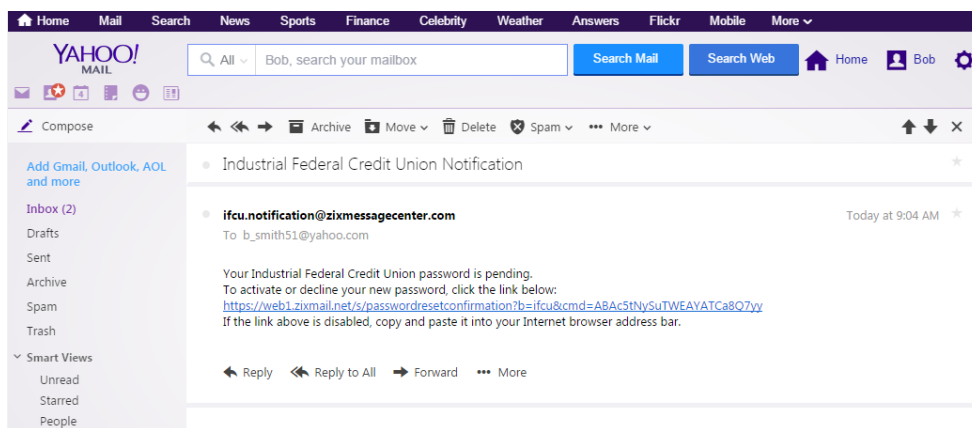 Home Mail Search News Sports Finance Celebrity Weather Answers Flickr Mobile More
YAHOO!
MAIL
All Bob, search your mailbox Search Mail Search Web Home Bob
4
Compose Archive Move Delete Spam More
Add Gmail, Outlook, AOL
and more
Industrial Federal Credit Union Notification
Inbox (2)
Drafts
Sent
Archive
Spam
Trash
Smart Views
Unread
Starred
People
ifcu.notification@zixmessagecenter.com Today at 9:04 AM
To b_smith51@yahoo.com
Your Industrial Federal Credit Union password is pending.
To activate or decline your new password, click the link below:
https://web1.zixmail.net/s/passwordresetconfirmation?b=ifcu&cmd=ABAc5tNySuTWEAYATCa8Q7yy
If the link above is disabled, copy and paste it into your Internet browser address bar.
Reply Reply to All Forward More